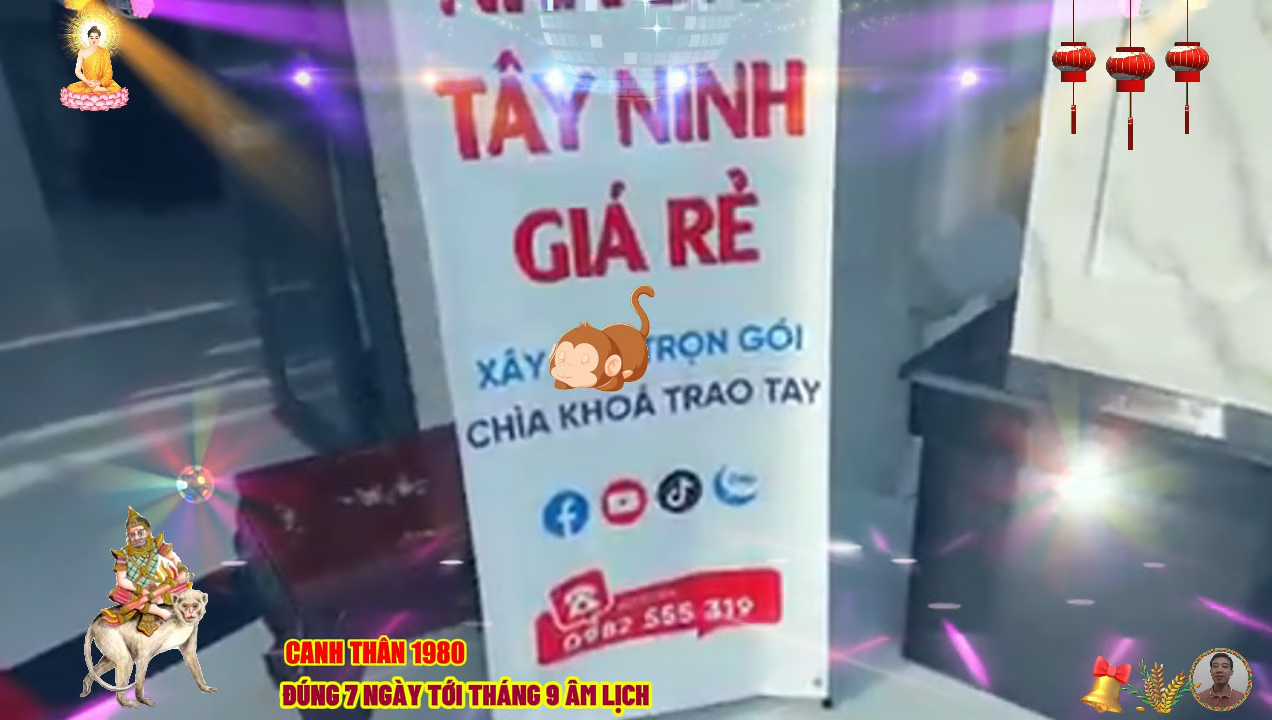 TÂY NINH
GIÁ RẺ
XÂY TRỌN GÓI
CHÌA KHOÁ TRAO TAY
0982 555 319
CANH THÂN 1980
ĐÚNG 7 NGÀY TỚI THÁNG 9 ÂM LỊCH